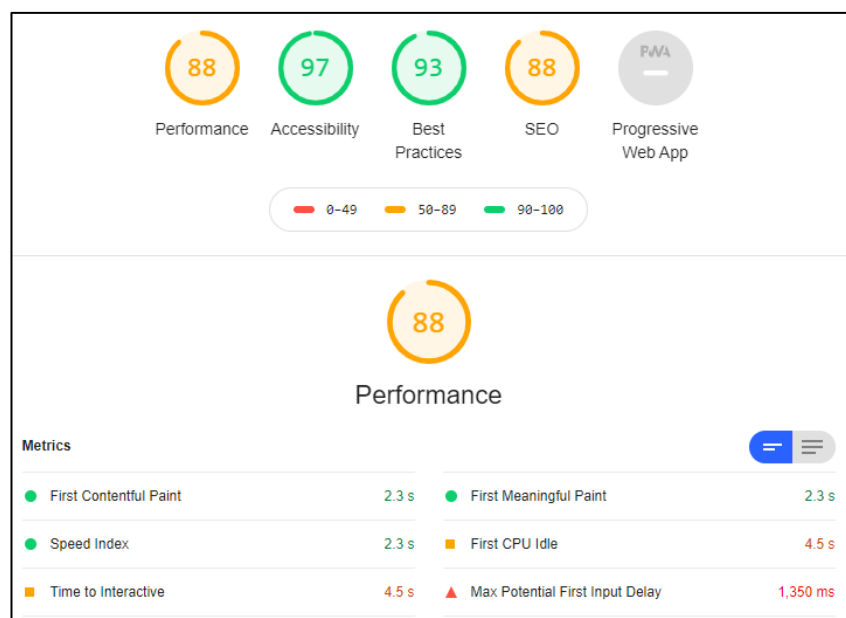 88 97 93 88 PWA
Performance Accessibility Best Practices SEO Progressive Web App
0-49 50-89 90-100
88
Performance
Metrics
First Contentful Paint 2.3 s First Meaningful Paint 2.3 s
Speed Index 2.3 s First CPU Idle 4.5 s
Time to Interactive 4.5 s Max Potential First Input Delay 1,350 ms